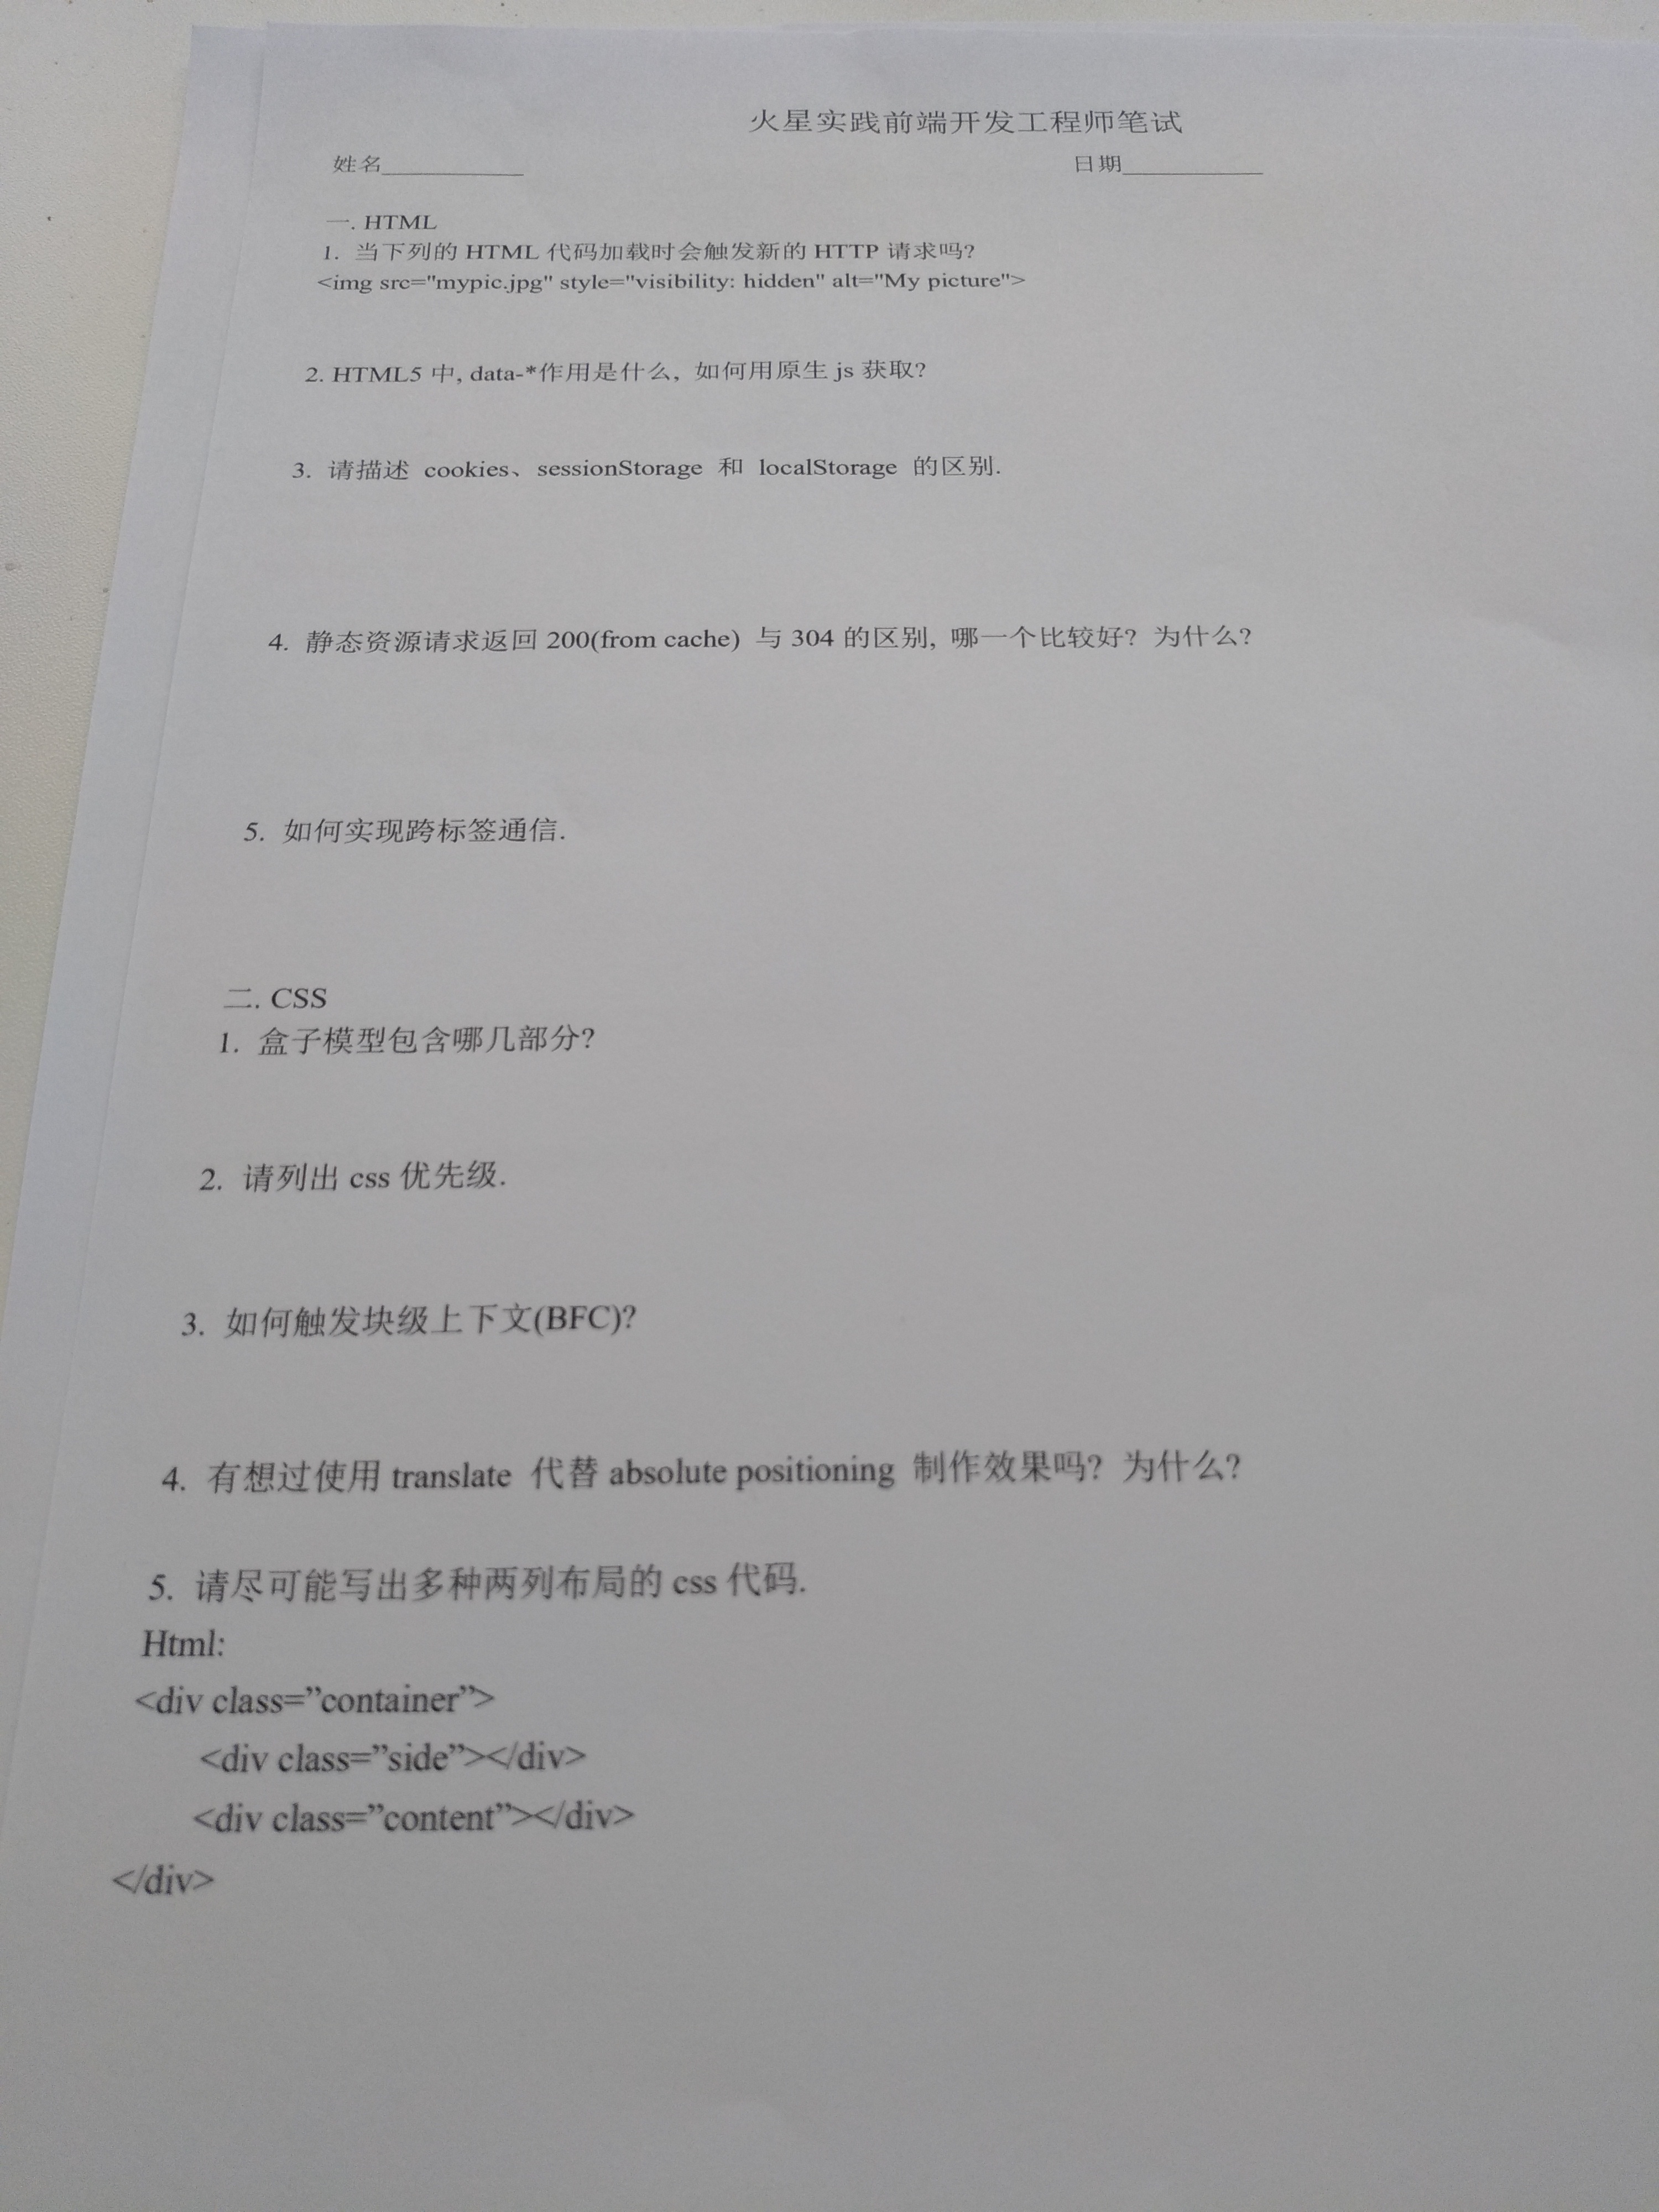 火星实践前端开发工程师笔试
姓名____________ 日期____________
一. HTML
1. 当下列的 HTML 代码加载时会触发新的 HTTP 请求吗?
<img src="mypic.jpg" style="visibility: hidden" alt="My picture">
2. HTML5 中, data-*作用是什么, 如何用原生 js 获取?
3. 请描述 cookies、sessionStorage 和 localStorage 的区别.
4. 静态资源请求返回 200(from cache) 与 304 的区别, 哪一个比较好? 为什么?
5. 如何实现跨标签通信.
二. CSS
1. 盒子模型包含哪几部分?
2. 请列出 css 优先级.
3. 如何触发块级上下文(BFC)?
4. 有想过使用 translate 代替 absolute positioning 制作效果吗? 为什么?
5. 请尽可能写出多种两列布局的 css 代码.
Html:
<div class=”container”>
<div class=”side”></div>
<div class=”content”></div>
</div>